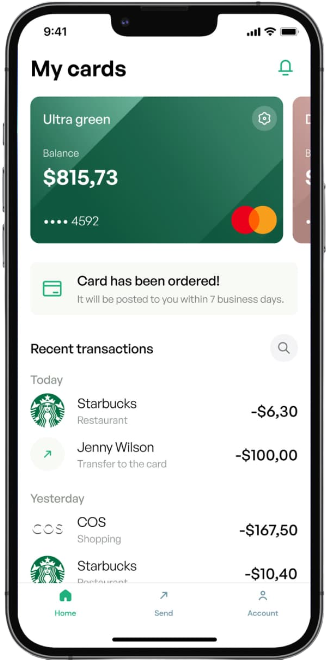 9:41
My cards
Ultra green
Balance
$815,73
•••• 4592
Card has been ordered!
It will be posted to you within 7 business days.
Recent transactions
Today
Starbucks
-$6,30
Restaurant
Jenny Wilson
-$100,00
Transfer to the card
Yesterday
COS
COS
-$167,50
Shopping
Starbucks
-$10,40
Restaurant
Home
Send
Account